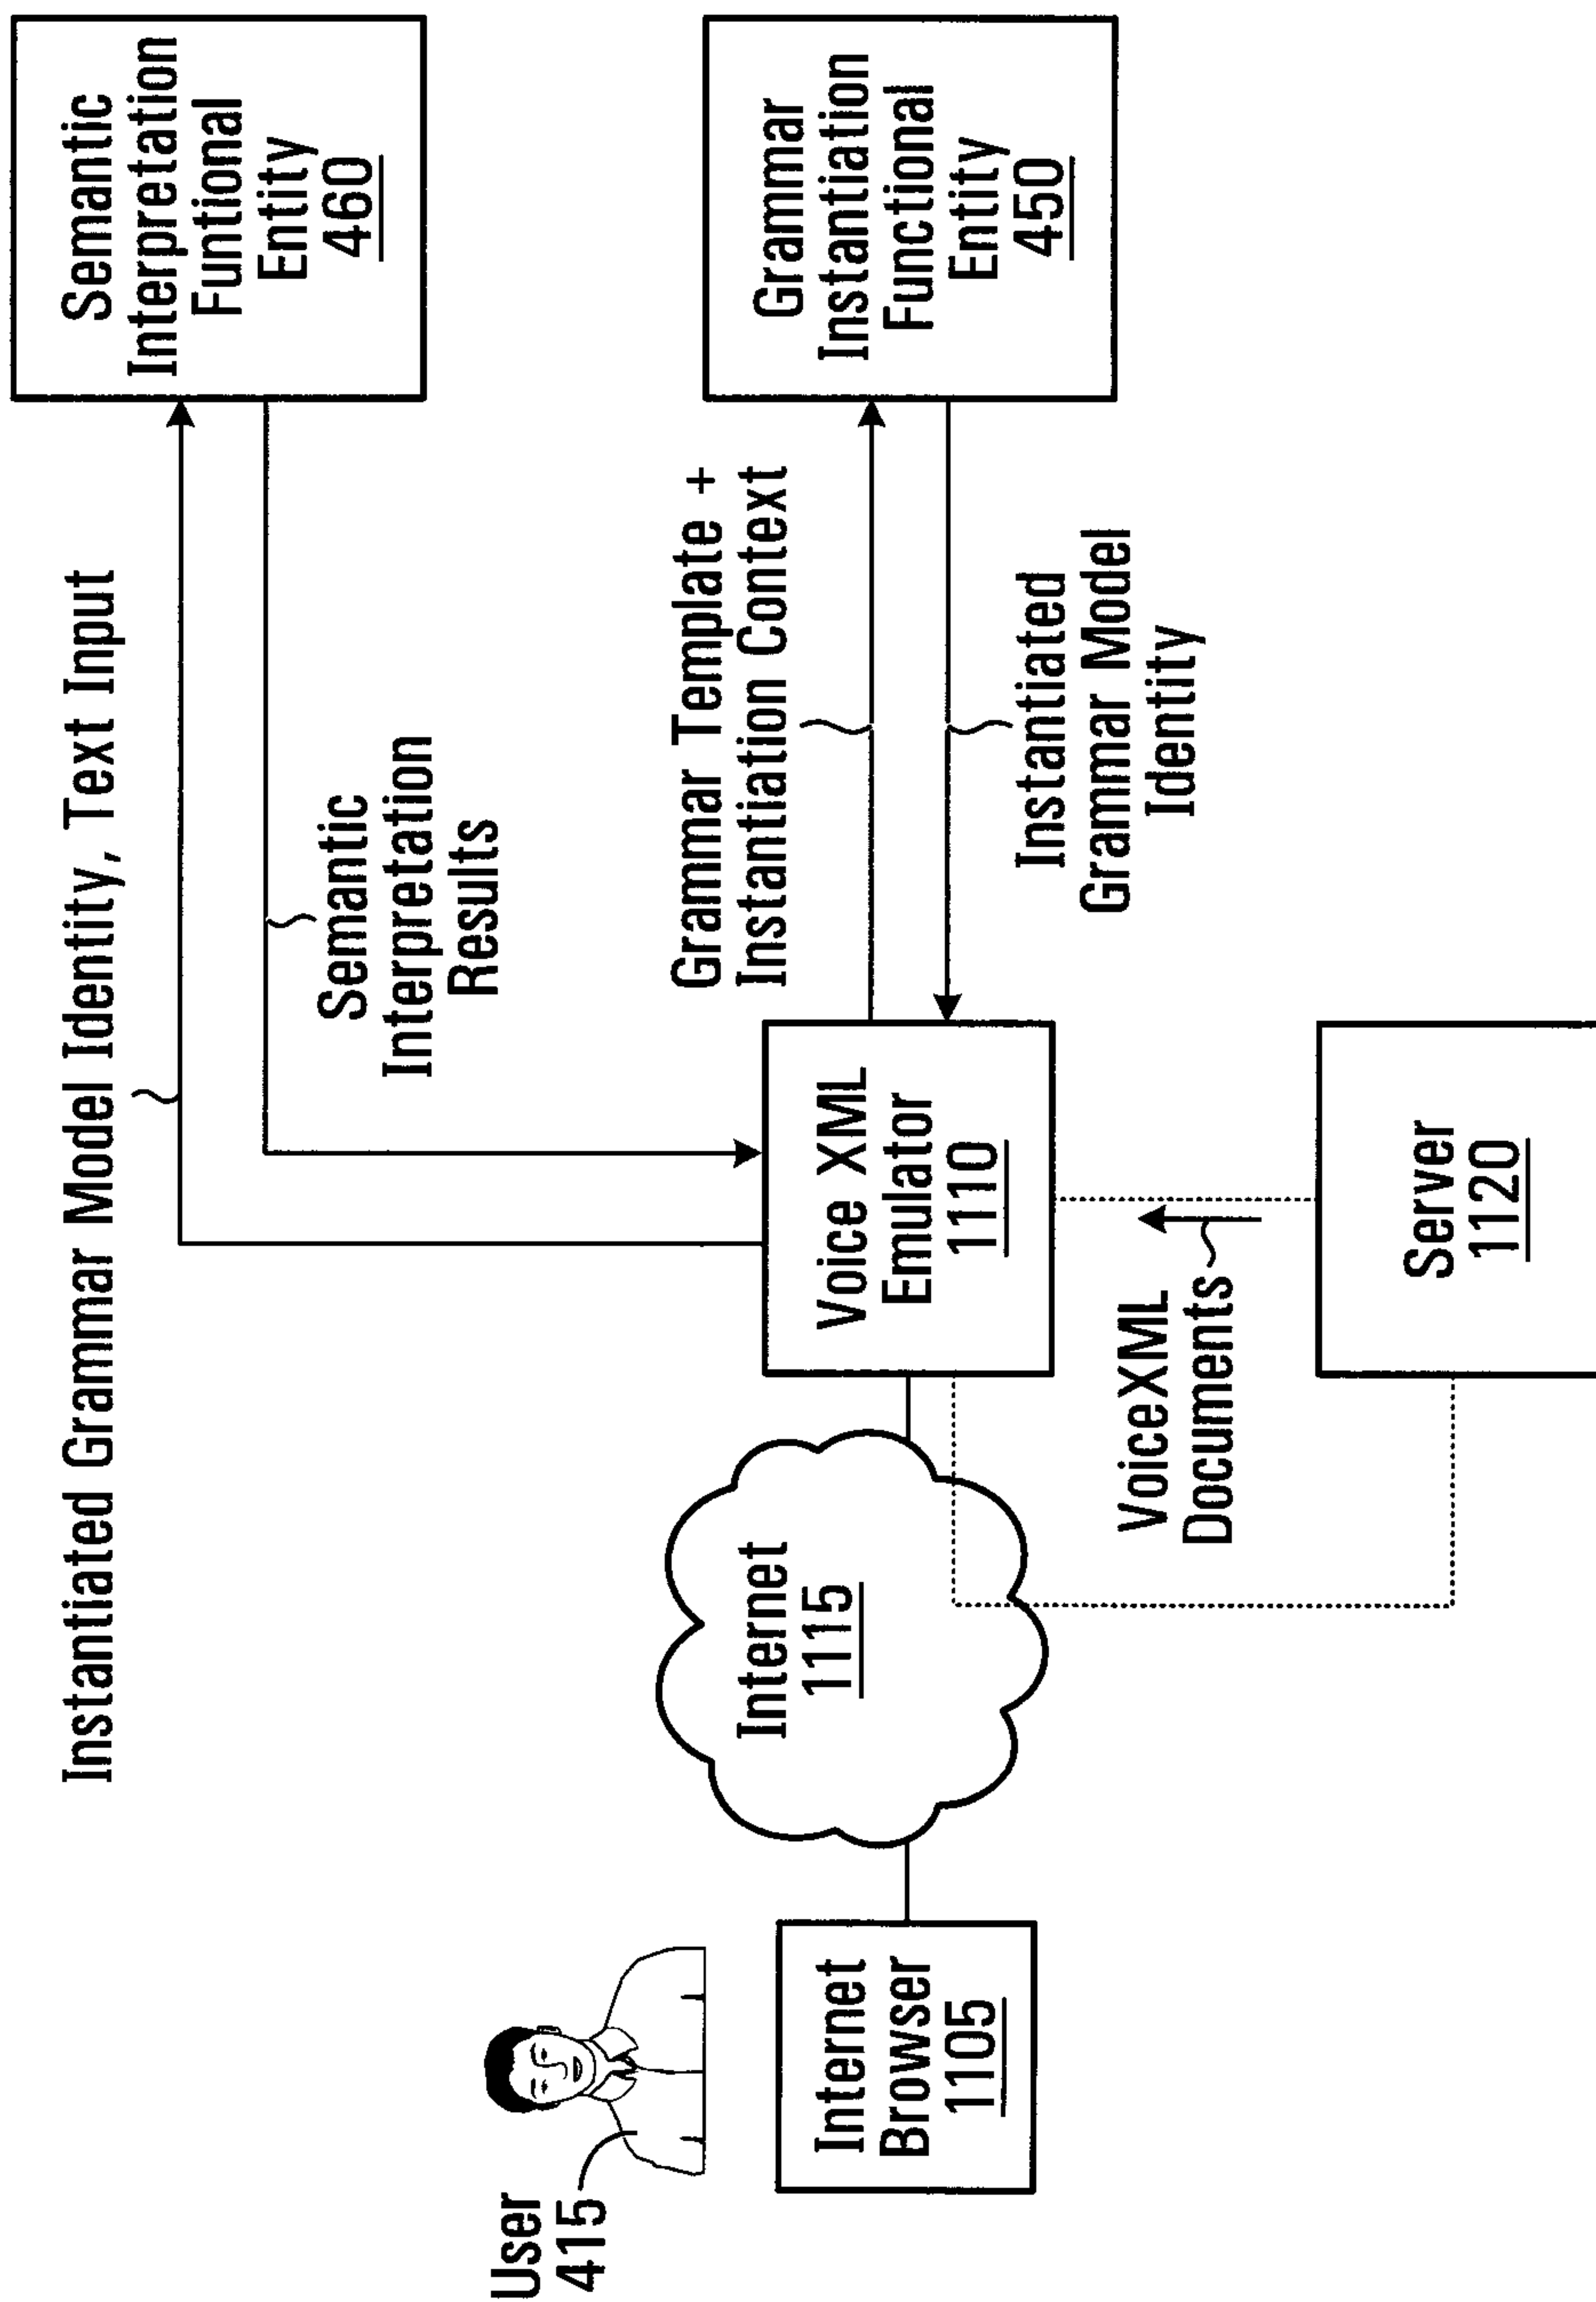 Instantiated Grammar Model Identity, Text Input
Semantic
Interpretation
Funtional
Entity
460
Semantic
Interpretation
Results
User
415
Internet
Browser
1105
Internet
1115
Voice XML
Emulator
1110
Grammar Template +
Instantiation Context
Instantiated
Grammar Model
Identity
Grammar
Instantiation
Functional
Entity
450
VoiceXML
Documents
Server
1120